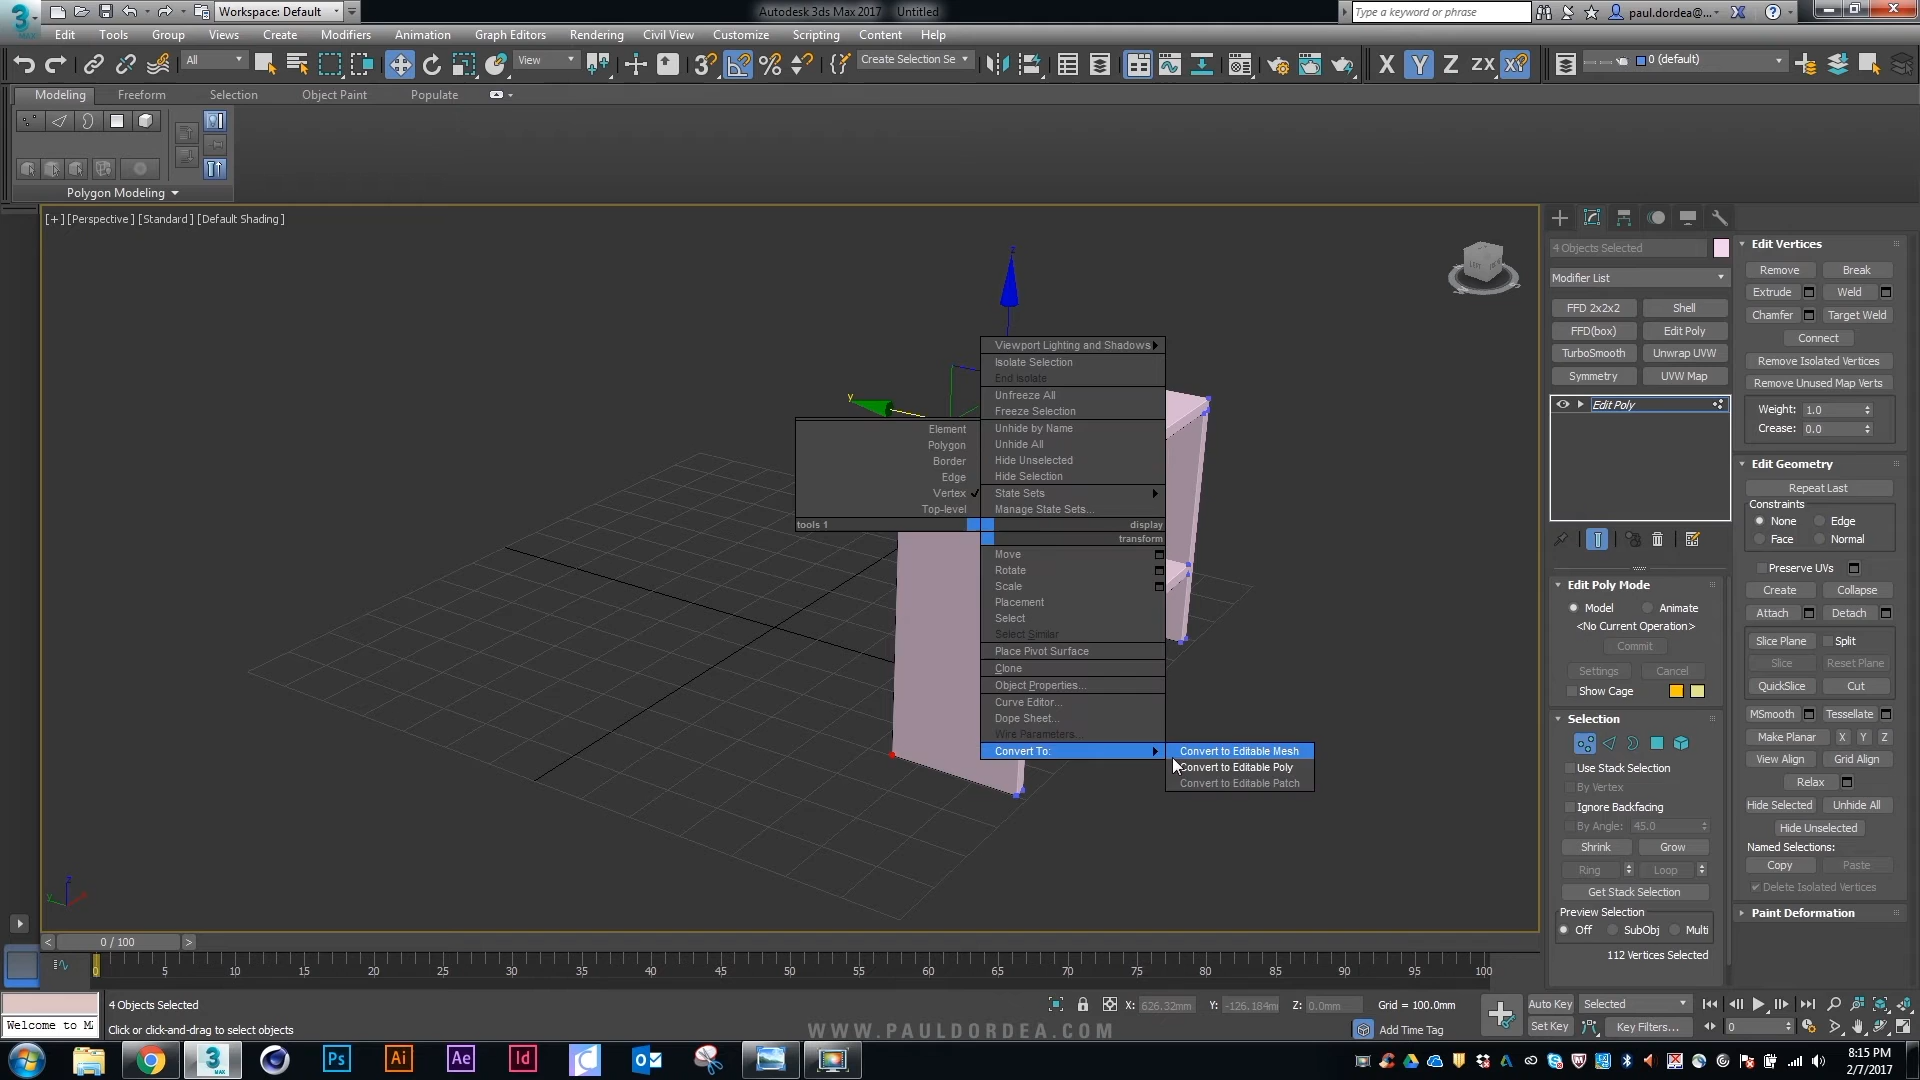 Workspace: Default
Autodesk 3ds Max 2017 Untitled
Type a keyword or phrase
paul.dordea@...
Edit Tools Group Views Create Modifiers Animation Graph Editors Rendering Civil View Customize Scripting Content Help
All
View
Create Selection Se
X Y Z ZX XY
0 (default)
Modeling Freeform Selection Object Paint Populate
Polygon Modeling
[+] [Perspective] [Standard] [Default Shading]
z
y
Viewport Lighting and Shadows
Isolate Selection
End Isolate
Unfreeze All
Freeze Selection
Unhide by Name
Unhide All
Hide Unselected
Hide Selection
State Sets
Manage State Sets...
Element
Polygon
Border
Edge
Vertex
Top-level
tools 1
display
transform
Move
Rotate
Scale
Placement
Select
Select Similar
Place Pivot Surface
Clone
Object Properties...
Curve Editor...
Dope Sheet...
Wire Parameters...
Convert To:
Convert to Editable Mesh
Convert to Editable Poly
Convert to Editable Patch
4 Objects Selected
Modifier List
FFD 2x2x2 Shell
FFD(box) Edit Poly
TurboSmooth Unwrap UVW
Symmetry UVW Map
Edit Poly
Edit Poly Mode
Model Animate
<No Current Operation>
Commit
Settings Cancel
Show Cage
Selection
Use Stack Selection
By Vertex
Ignore Backfacing
By Angle: 45.0
Shrink Grow
Ring Loop
Get Stack Selection
Preview Selection
Off SubObj Multi
112 Vertices Selected
Edit Vertices
Remove Break
Extrude Weld
Chamfer Target Weld
Connect
Remove Isolated Vertices
Remove Unused Map Verts
Weight: 1.0
Crease: 0.0
Edit Geometry
Repeat Last
Constraints
None Edge
Face Normal
Preserve UVs
Create Collapse
Attach Detach
Slice Plane Split
Slice Reset Plane
QuickSlice Cut
MSmooth Tessellate
Make Planar X Y Z
View Align Grid Align
Relax
Hide Selected Unhide All
Hide Unselected
Named Selections:
Copy Paste
Delete Isolated Vertices
Paint Deformation
z
y
< 0 / 100 >
0 5 10 15 20 25 30 35 40 45 50 55 60 65 70 75 80 85 90 95 100
Welcome to M
4 Objects Selected
Click or click-and-drag to select objects
X: 626.32mm Y: -126.184m Z: 0.0mm Grid = 100.0mm
Add Time Tag
Auto Key Selected
Set Key Key Filters...
0
WWW.PAULDORDEA.COM
3 MAX
Ps Ai Ae Id
8:15 PM
2/7/2017